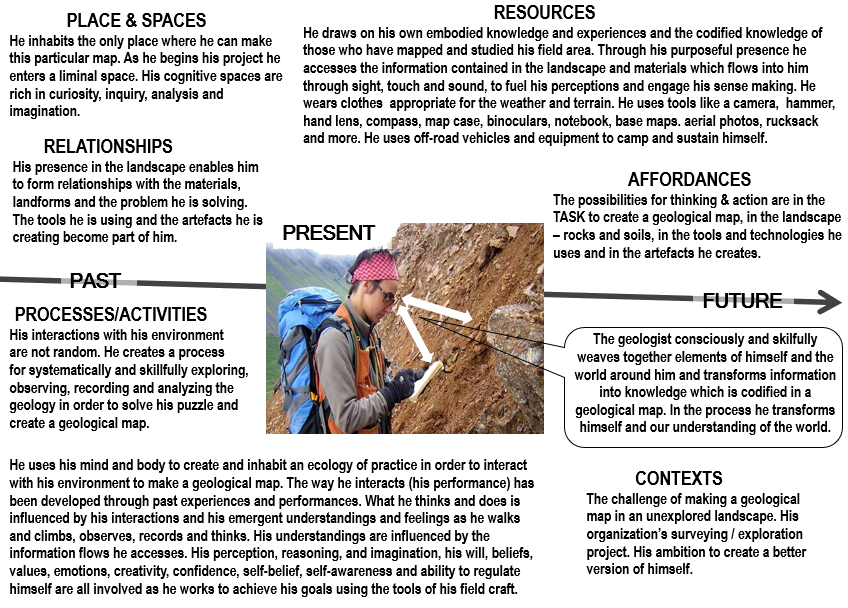 PLACE & SPACES
He inhabits the only place where he can make
this particular map. As he begins his project he
enters a liminal space. His cognitive spaces are
rich in curiosity, inquiry, analysis and
imagination.
RESOURCES
He draws on his own embodied knowledge and experiences and the codified knowledge of
those who have mapped and studied his field area. Through his purposeful presence he
accesses the information contained in the landscape and materials which flows into him
through sight, touch and sound, to fuel his perceptions and engage his sense making. He
wears clothes appropriate for the weather and terrain. He uses tools like a camera, hammer,
hand lens, compass, map case, binoculars, notebook, base maps. aerial photos, rucksack
and more. He uses off-road vehicles and equipment to camp and sustain himself.
RELATIONSHIPS
His presence in the landscape enables him
to form relationships with the materials,
landforms and the problem he is solving.
The tools he is using and the artefacts he is
creating become part of him.
AFFORDANCES
The possibilities for thinking & action are in the
TASK to create a geological map, in the landscape
– rocks and soils, in the tools and technologies he
uses and in the artefacts he creates.
PRESENT
PAST
FUTURE
PROCESSES/ACTIVITIES
His interactions with his environment
are not random. He creates a process
for systematically and skillfully exploring,
observing, recording and analyzing the
geology in order to solve his puzzle and
create a geological map.
The geologist consciously and skilfully
weaves together elements of himself and the
world around him and transforms information
into knowledge which is codified in a
geological map. In the process he transforms
himself and our understanding of the world.
He uses his mind and body to create and inhabit an ecology of practice in order to interact
with his environment to make a geological map. The way he interacts (his performance) has
been developed through past experiences and performances. What he thinks and does is
influenced by his interactions and his emergent understandings and feelings as he walks
and climbs, observes, records and thinks. His understandings are influenced by the
information flows he accesses. His perception, reasoning, and imagination, his will, beliefs,
values, emotions, creativity, confidence, self-belief, self-awareness and ability to regulate
himself are all involved as he works to achieve his goals using the tools of his field craft.
CONTEXTS
The challenge of making a geological
map in an unexplored landscape. His
organization's surveying / exploration
project. His ambition to create a better
version of himself.